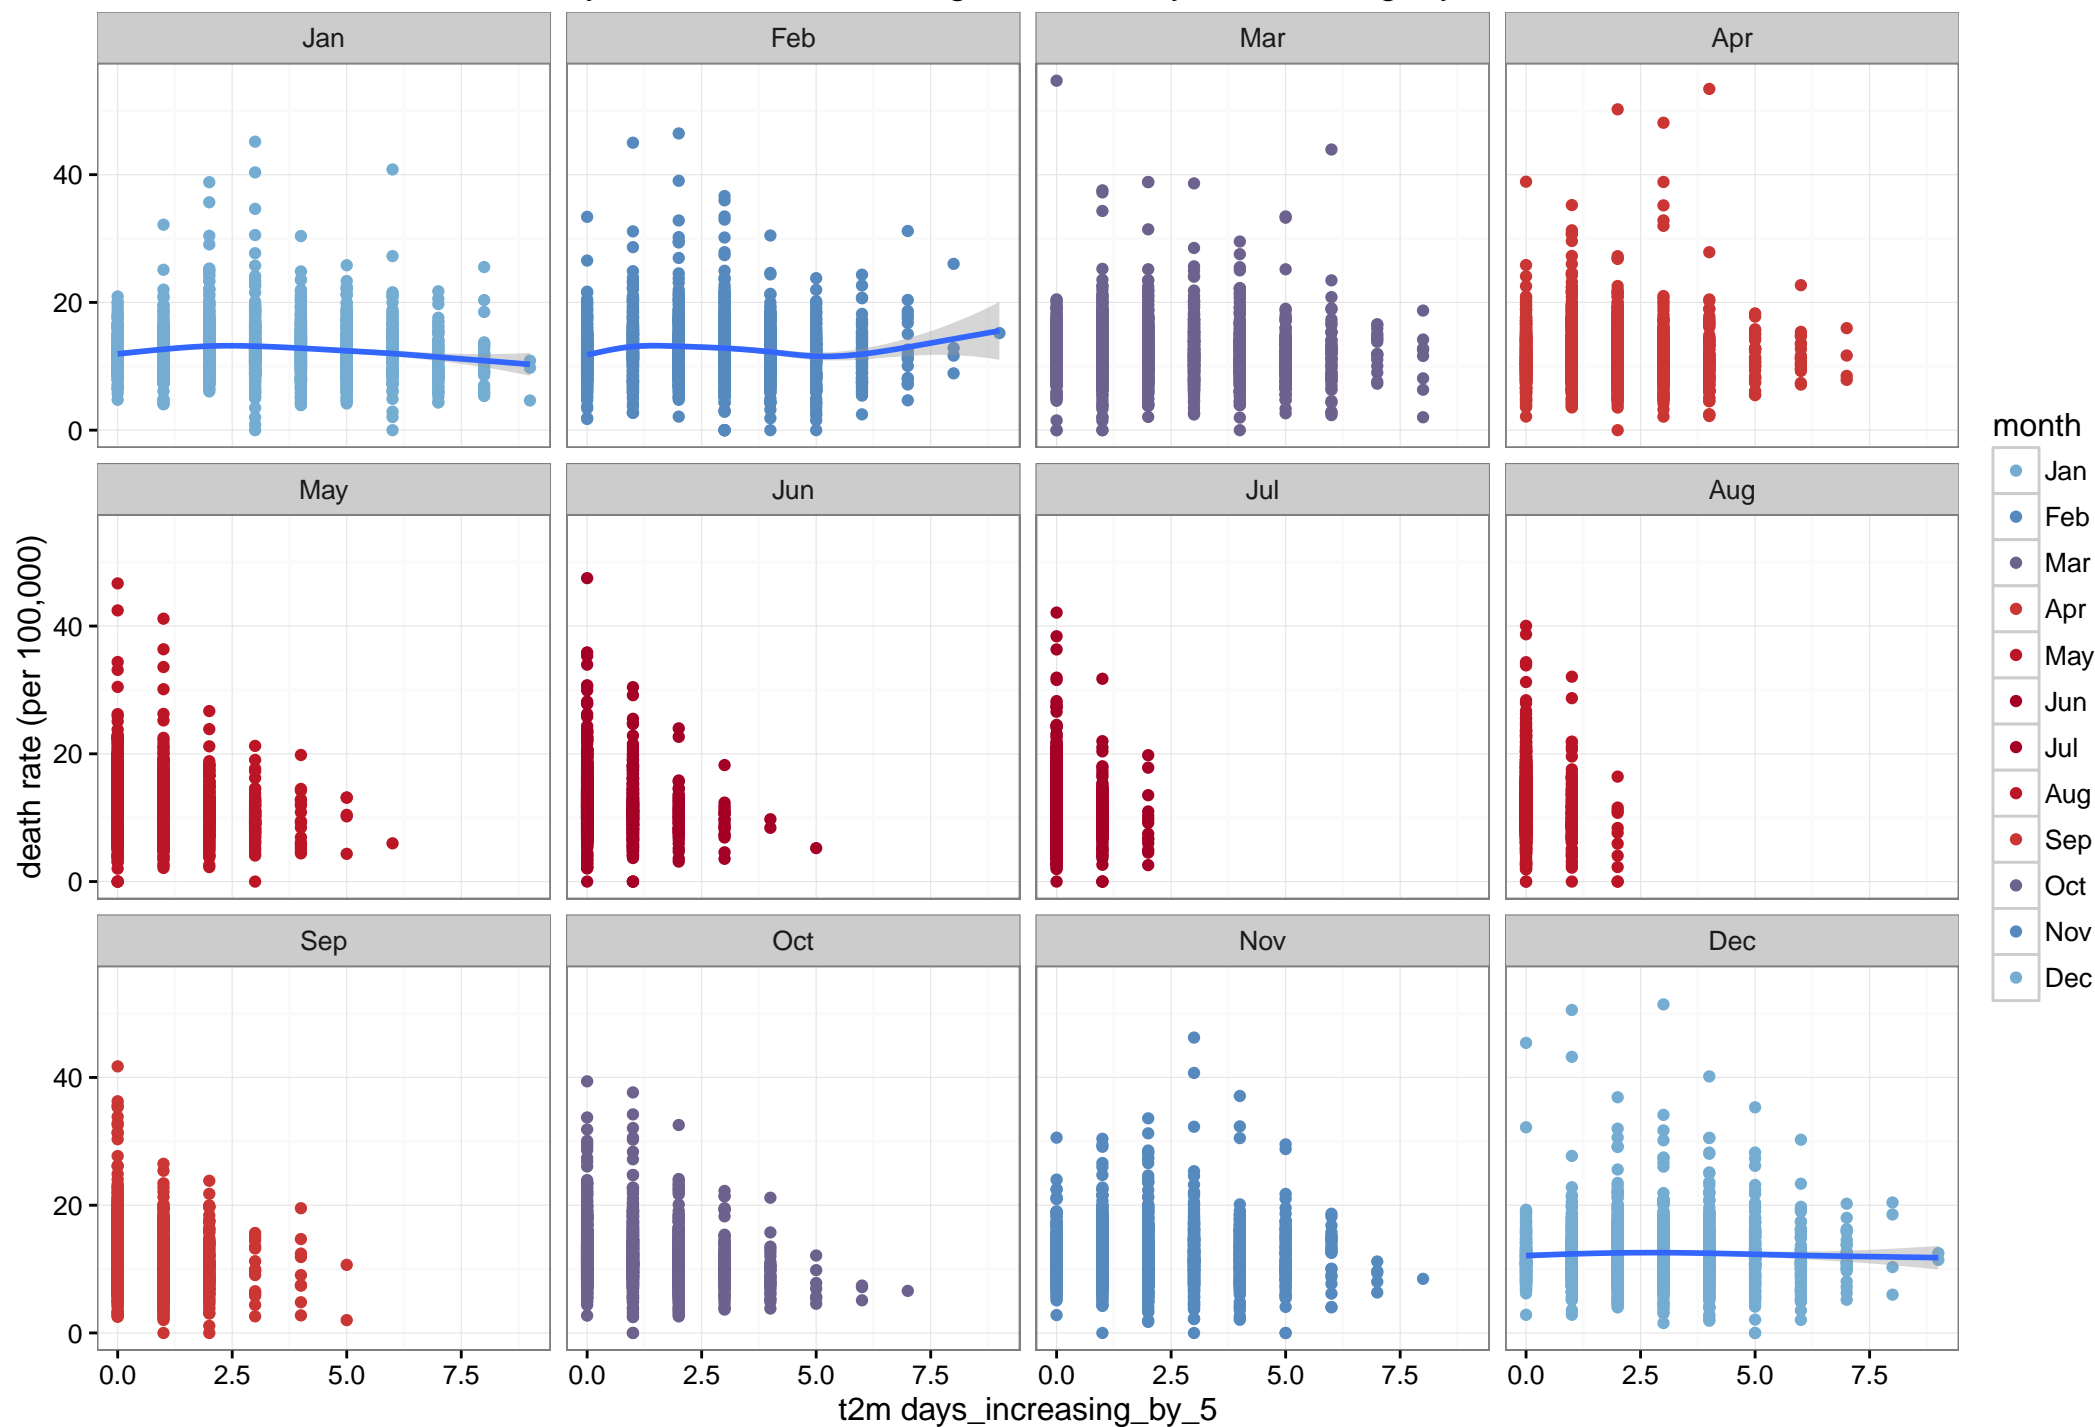 Jan Feb Mar Apr
40
20
0
May Jun Jul Aug
death rate (per 100,000)
40
20
0
Sep Oct Nov Dec
40
20
0
0.0 2.5 5.0 7.5 0.0 2.5 5.0 7.5 0.0 2.5 5.0 7.5 0.0 2.5 5.0 7.5
t2m days_increasing_by_5
month
Jan
Feb
Mar
Apr
May
Jun
Jul
Aug
Sep
Oct
Nov
Dec